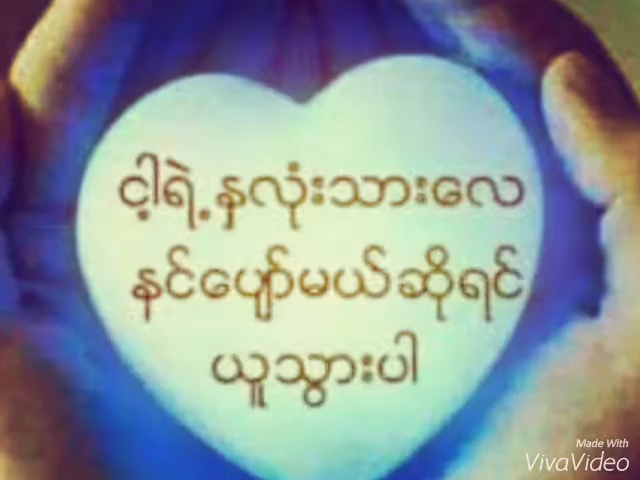 ငါ့ရဲ့နှလုံးသားလေ
နင်ပျော်မယ်ဆိုရင်
ယူသွားပါ
Made With
VivaVideo